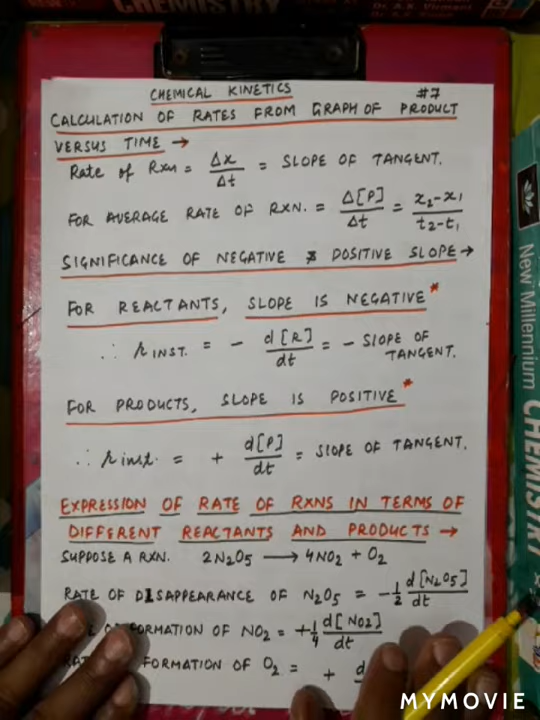 CHEMISTRY
Dr. A.K. Virmani
CHEMICAL KINETICS #7
CALCULATION OF RATES FROM GRAPH OF PRODUCT
VERSUS TIME →
Rate of Rxn = Δx/Δt = SLOPE OF TANGENT.
FOR AVERAGE RATE OF RXN. = Δ[P]/Δt = x2-x1/t2-t1
SIGNIFICANCE OF NEGATIVE & POSITIVE SLOPE→
FOR REACTANTS, SLOPE IS NEGATIVE*
∴ r INST. = - d[R]/dt = - SLOPE OF TANGENT.
FOR PRODUCTS, SLOPE IS POSITIVE*
∴ r inst. = + d[P]/dt = SLOPE OF TANGENT.
EXPRESSION OF RATE OF RXNS IN TERMS OF
DIFFERENT REACTANTS AND PRODUCTS →
SUPPOSE A RXN. 2N2O5 → 4NO2 + O2
RATE OF DISAPPEARANCE OF N2O5 = -1/2 d[N2O5]/dt
OF FORMATION OF NO2 = +1/4 d[NO2]/dt
FORMATION OF O2 = + d
New Millennium
CHEMISTRY
MYMOVIE